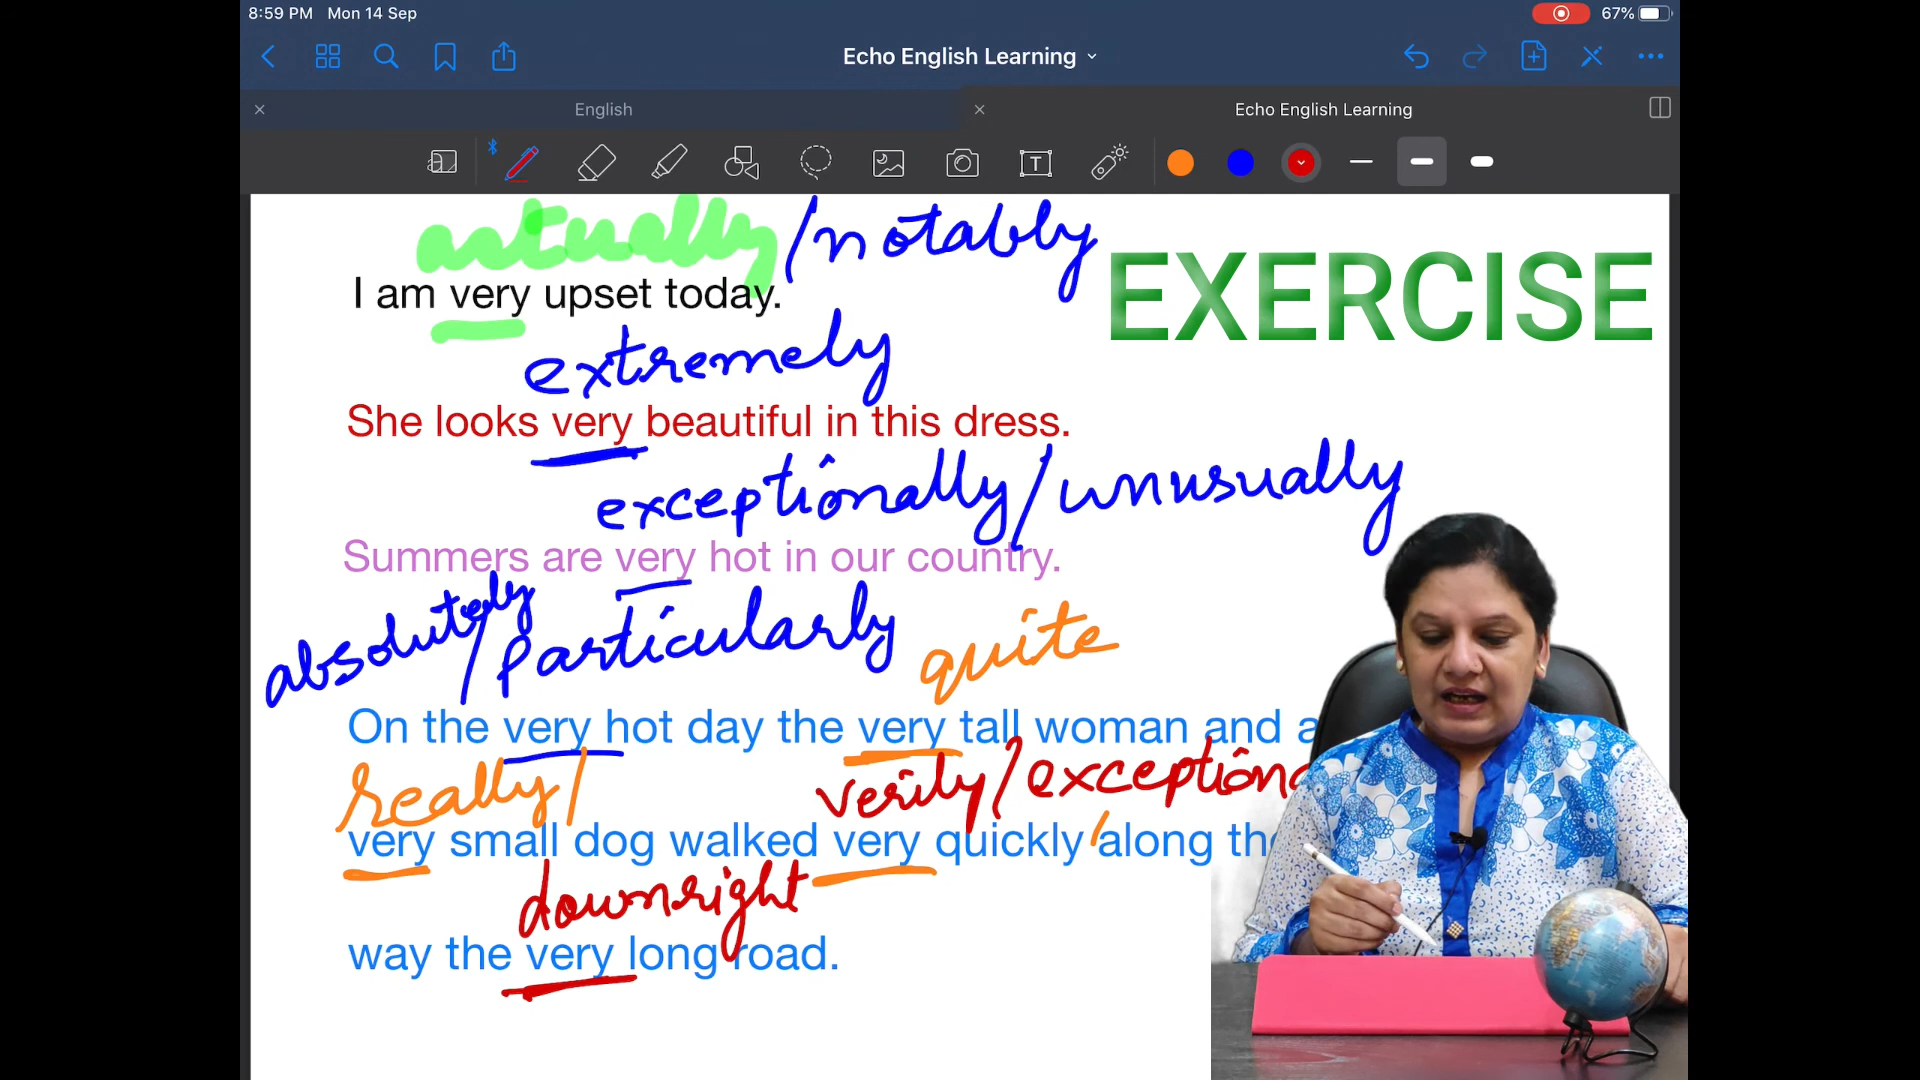 8:59 PM Mon 14 Sep 67%
Echo English Learning
English Echo English Learning
T
actually/notably
EXERCISE
I am very upset today.
extremely
She looks very beautiful in this dress.
exceptionally/unusually
Summers are very hot in our country.
absolutely/particularly quite
On the very hot day the very tall woman and a
really/ verily/exceptiona
very small dog walked very quickly along the
downright
way the very long road.